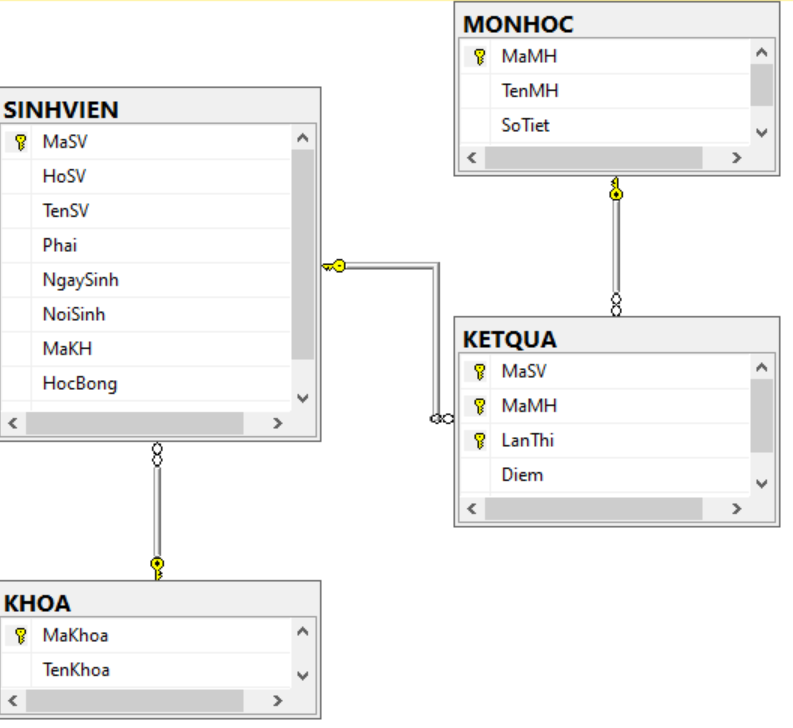 MONHOC
MaMH
TenMH
SoTiet
SINHVIEN
MaSV
HoSV
TenSV
Phai
NgaySinh
NoiSinh
MaKH
HocBong
KETQUA
MaSV
MaMH
LanThi
Diem
KHOA
MaKhoa
TenKhoa